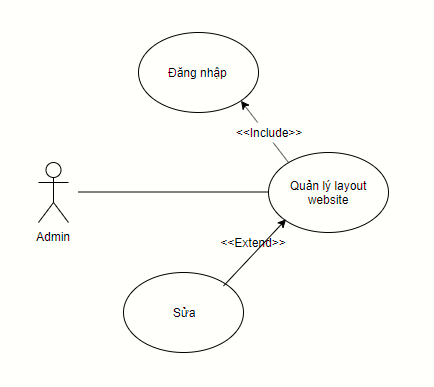 Đăng nhập
<<Include>>
Quản lý layout
website
Admin
<<Extend>>
Sửa